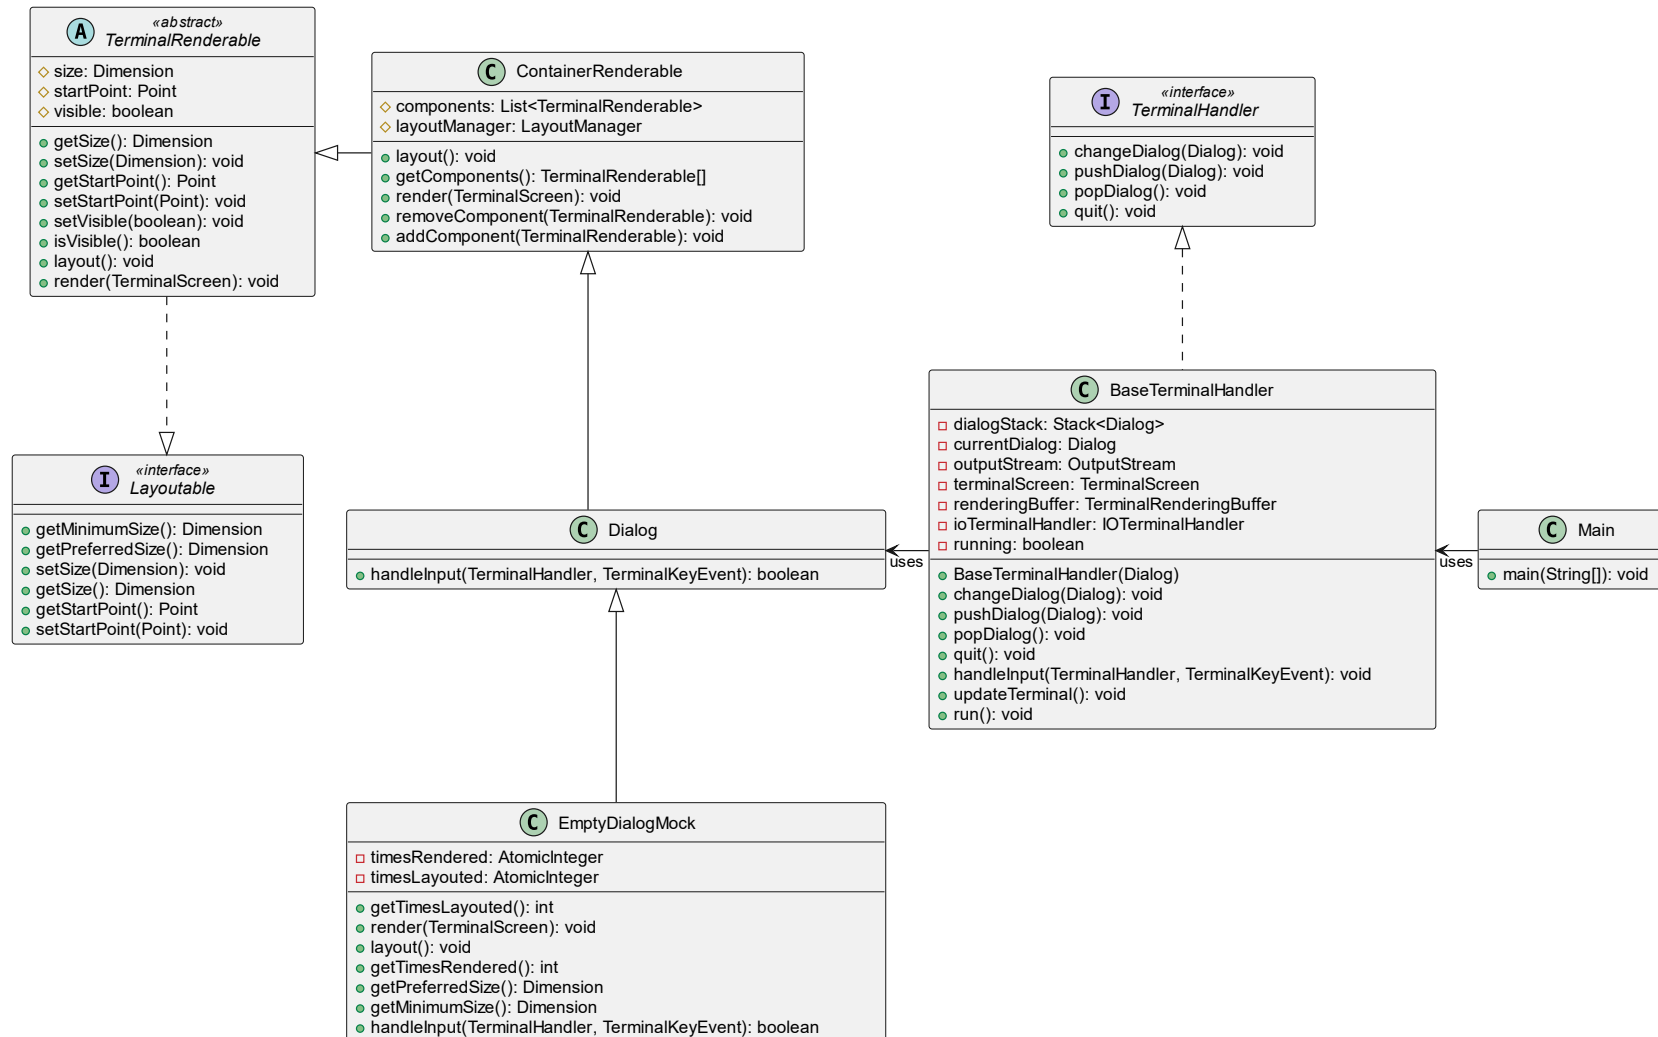 A
«abstract»
TerminalRenderable
size: Dimension
startPoint: Point
visible: boolean
getSize(): Dimension
setSize(Dimension): void
getStartPoint(): Point
setStartPoint(Point): void
setVisible(boolean): void
isVisible(): boolean
layout(): void
render(TerminalScreen): void
C
ContainerRenderable
components: List<TerminalRenderable>
layoutManager: LayoutManager
layout(): void
getComponents(): TerminalRenderable[]
render(TerminalScreen): void
removeComponent(TerminalRenderable): void
addComponent(TerminalRenderable): void
I
«interface»
TerminalHandler
changeDialog(Dialog): void
pushDialog(Dialog): void
popDialog(): void
quit(): void
I
«interface»
Layoutable
getMinimumSize(): Dimension
getPreferredSize(): Dimension
setSize(Dimension): void
getSize(): Dimension
getStartPoint(): Point
setStartPoint(Point): void
C
Dialog
handleInput(TerminalHandler, TerminalKeyEvent): boolean
uses
C
BaseTerminalHandler
dialogStack: Stack<Dialog>
currentDialog: Dialog
outputStream: OutputStream
terminalScreen: TerminalScreen
renderingBuffer: TerminalRenderingBuffer
ioTerminalHandler: IOTerminalHandler
running: boolean
BaseTerminalHandler(Dialog)
changeDialog(Dialog): void
pushDialog(Dialog): void
popDialog(): void
quit(): void
handleInput(TerminalHandler, TerminalKeyEvent): void
updateTerminal(): void
run(): void
uses
C
Main
main(String[]): void
C
EmptyDialogMock
timesRendered: AtomicInteger
timesLayouted: AtomicInteger
getTimesLayouted(): int
render(TerminalScreen): void
layout(): void
getTimesRendered(): int
getPreferredSize(): Dimension
getMinimumSize(): Dimension
handleInput(TerminalHandler, TerminalKeyEvent): boolean